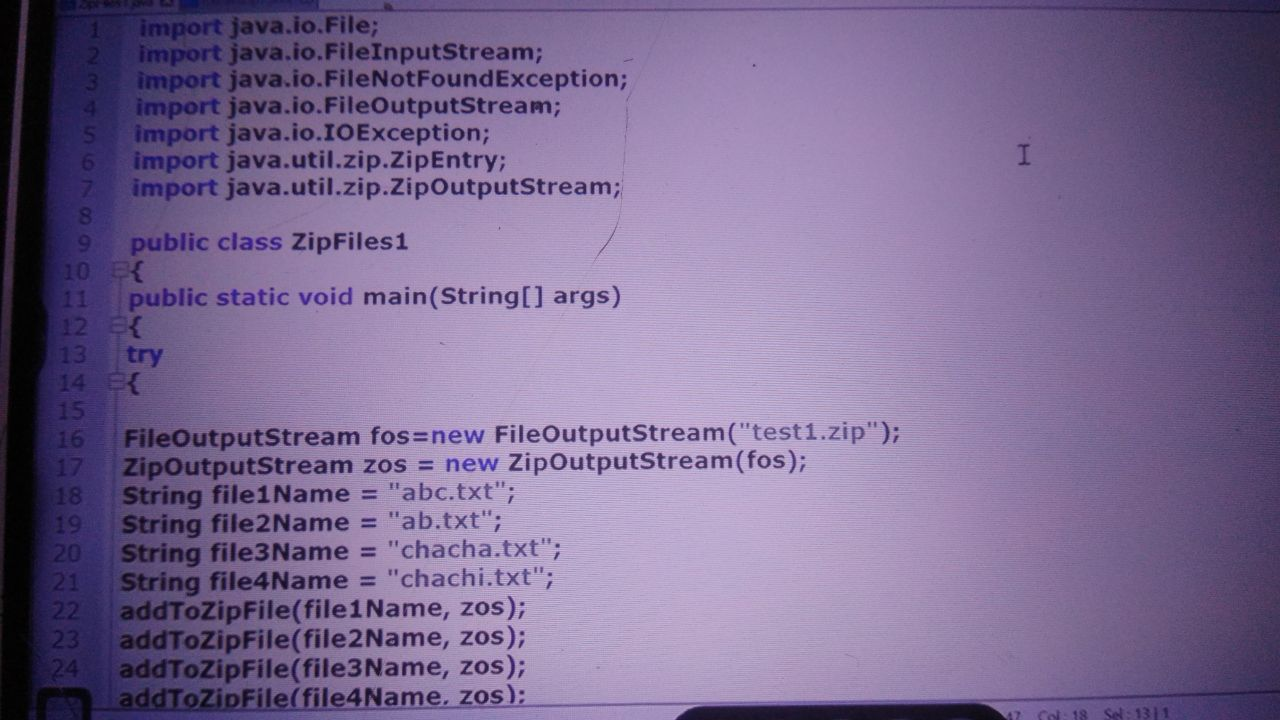 1 import java.io.File;
2 import java.io.FileInputStream;
3 import java.io.FileNotFoundException;
4 import java.io.FileOutputStream;
5 import java.io.IOException;
6 import java.util.zip.ZipEntry;
7 import java.util.zip.ZipOutputStream;
8
9 public class ZipFiles1
10 {
11 public static void main(String[] args)
12 {
13 try
14 {
15
16 FileOutputStream fos=new FileOutputStream("test1.zip");
17 ZipOutputStream zos = new ZipOutputStream(fos);
18 String file1Name = "abc.txt";
19 String file2Name = "ab.txt";
20 String file3Name = "chacha.txt";
21 String file4Name = "chachi.txt";
22 addToZipFile(file1Name, zos);
23 addToZipFile(file2Name, zos);
24 addToZipFile(file3Name, zos);
addToZipFile(file4Name, zos);
47 Col : 18 Sel : 13 | 1